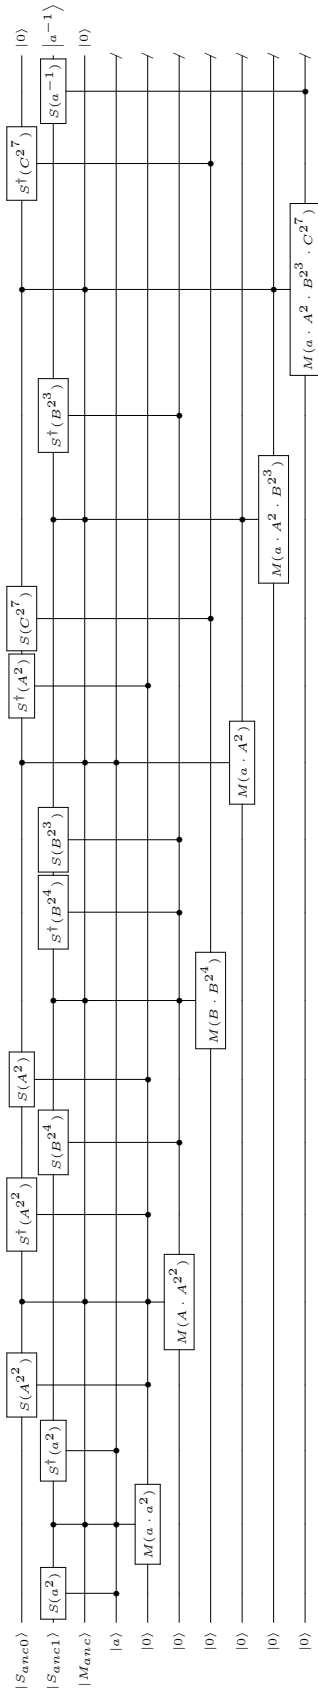 |S_{anc0}⟩
|S_{anc1}⟩
|M_{anc}⟩
|a⟩
|0⟩
|0⟩
|0⟩
|0⟩
|0⟩
|0⟩
S(a^2)
M(a · a^2)
S^†(a^2)
S(A^{2^2})
M(A · A^{2^2})
S^†(A^{2^2})
S(B^{2^4})
S(A^2)
M(B · B^{2^4})
S^†(B^{2^4})
S(B^{2^3})
M(a · A^2)
S^†(A^2)
S(C^{2^7})
M(a · A^2 · B^{2^3})
S^†(B^{2^3})
M(a · A^2 · B^{2^3} · C^{2^7})
S^†(C^{2^7})
S(a^{-1})
|0⟩
|a^{-1}⟩
|0⟩